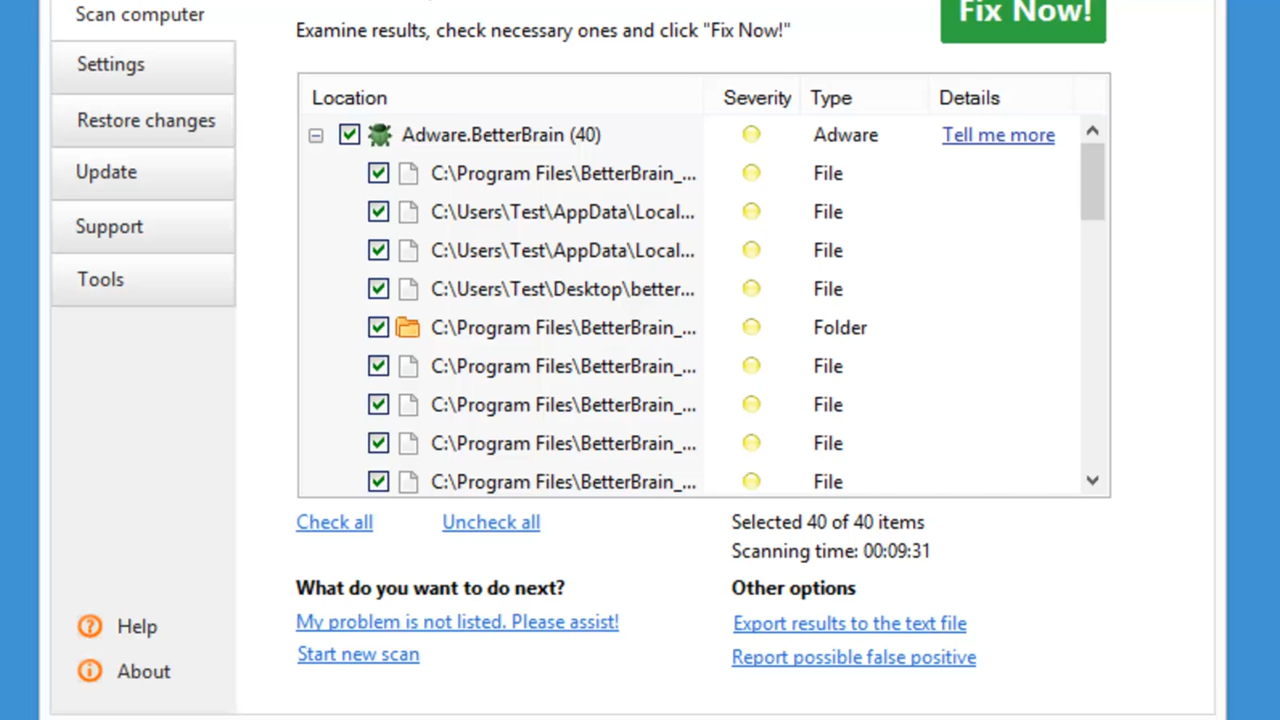 Scan computer
Fix Now!
Examine results, check necessary ones and click "Fix Now!"
Settings
Restore changes
Update
Support
Tools
Location Severity Type Details
Adware.BetterBrain (40) Adware Tell me more
C:\Program Files\BetterBrain_... File
C:\Users\Test\AppData\Local... File
C:\Users\Test\AppData\Local... File
C:\Users\Test\Desktop\better... File
C:\Program Files\BetterBrain_... Folder
C:\Program Files\BetterBrain_... File
C:\Program Files\BetterBrain_... File
C:\Program Files\BetterBrain_... File
C:\Program Files\BetterBrain_... File
Check all Uncheck all
Selected 40 of 40 items
Scanning time: 00:09:31
What do you want to do next?
My problem is not listed. Please assist!
Start new scan
Other options
Export results to the text file
Report possible false positive
Help
About